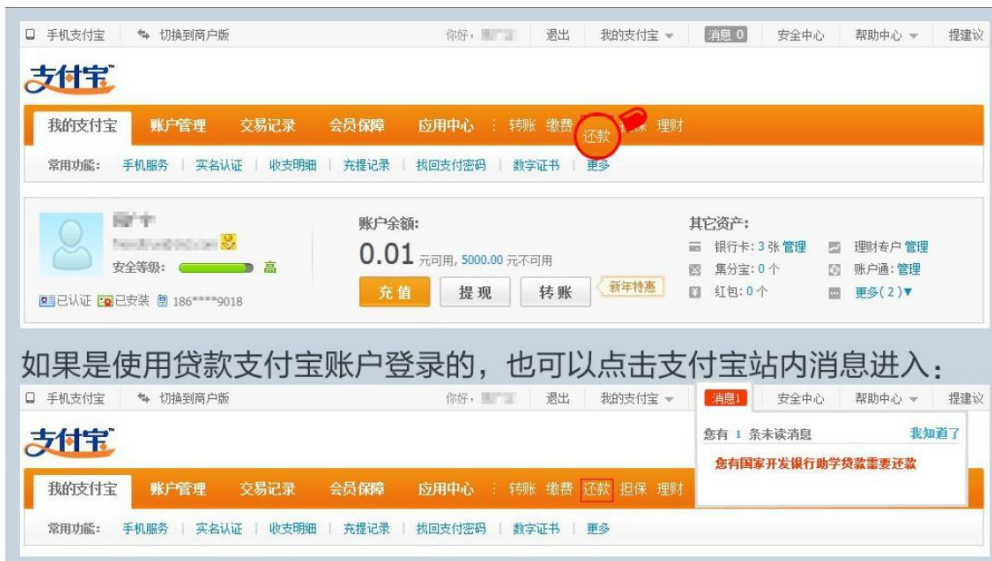 手机支付宝 切换到商户版 你好， 退出 我的支付宝 消息 0 安全中心 帮助中心 提建议
支付宝
我的支付宝 账户管理 交易记录 会员保障 应用中心 转账 缴费 还款 理财
常用功能： 手机服务 实名认证 收支明细 充提记录 找回支付密码 数字证书 更多
账户余额： 其它资产：
0.01 元可用, 5000.00 元不可用 银行卡：3 张 管理 理财专户 管理
安全等级： 高 集分宝：0 个 账户通：管理
已认证 已安装 186****9018 充值 提现 转账 新年特惠 红包：0 个 更多( 2 )▼
如果是使用贷款支付宝账户登录的，也可以点击支付宝站内消息进入：
手机支付宝 切换到商户版 你好， 退出 我的支付宝 消息1 安全中心 帮助中心 提建议
支付宝
您有 1 条未读消息 我知道了
您有国家开发银行助学贷款需要还款
我的支付宝 账户管理 交易记录 会员保障 应用中心 转账 缴费 还款 担保 理财
常用功能： 手机服务 实名认证 收支明细 充提记录 找回支付密码 数字证书 更多